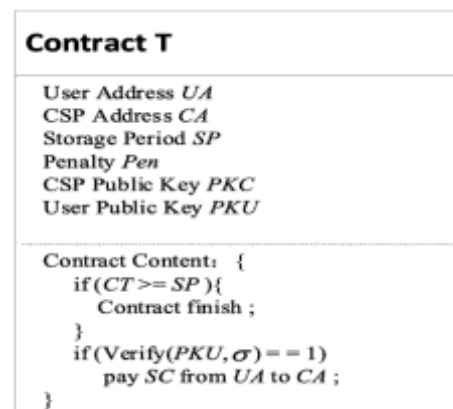 Contract T
User Address UA
CSP Address CA
Storage Period SP
Penalty Pen
CSP Public Key PKC
User Public Key PKU
Contract Content: {
if(CT>=SP){
Contract finish ;
}
if(Verify(PKU,σ)==1)
pay SC from UA to CA ;
}